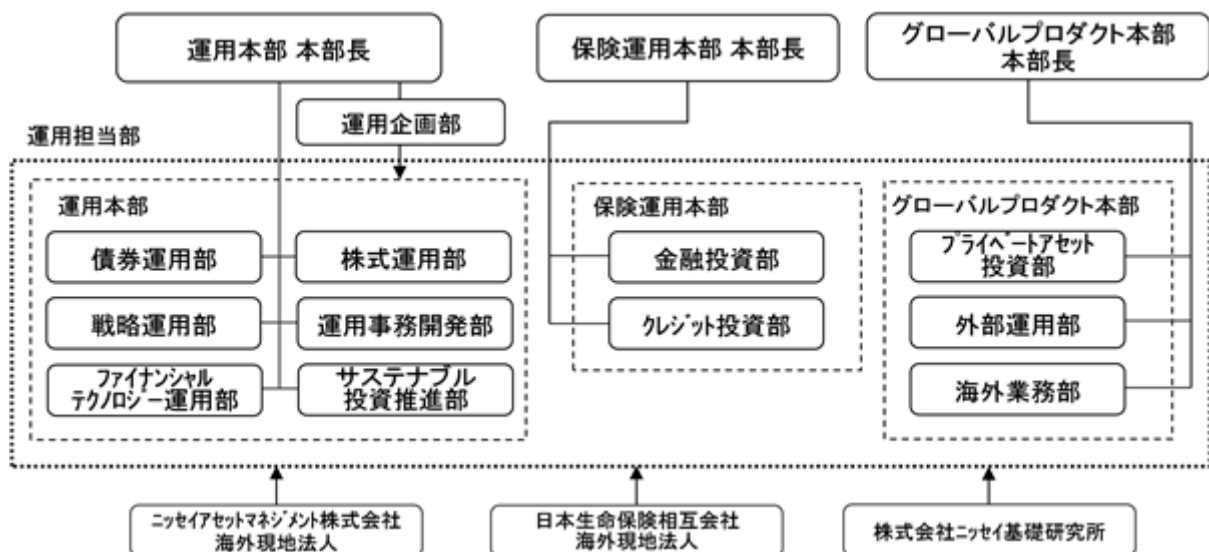 運用本部 本部長
保険運用本部 本部長
グローバルプロダクト本部
本部長
運用企画部
運用担当部
運用本部
債券運用部
株式運用部
戦略運用部
運用事務開発部
ファイナンシャル
テクノロジー運用部
サステナブル
投資推進部
保険運用本部
金融投資部
クレジット投資部
グローバルプロダクト本部
プライベートアセット
投資部
外部運用部
海外業務部
ニッセイアセットマネジメント株式会社
海外現地法人
日本生命保険相互会社
海外現地法人
株式会社ニッセイ基礎研究所